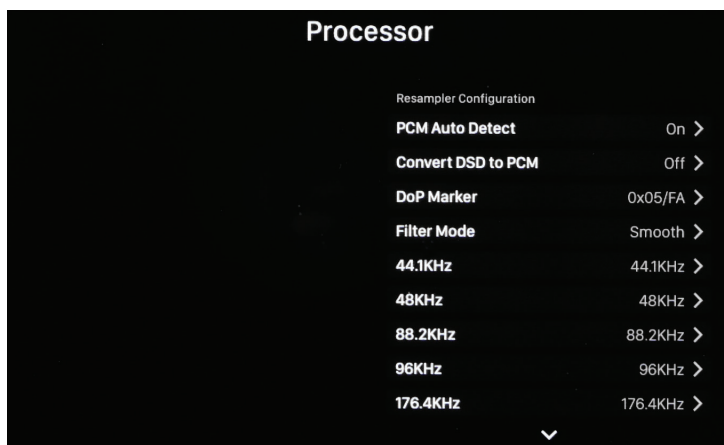 Processor
Resampler Configuration
PCM Auto Detect On
Convert DSD to PCM Off
DoP Marker 0x05/FA
Filter Mode Smooth
44.1KHz 44.1KHz
48KHz 48KHz
88.2KHz 88.2KHz
96KHz 96KHz
176.4KHz 176.4KHz